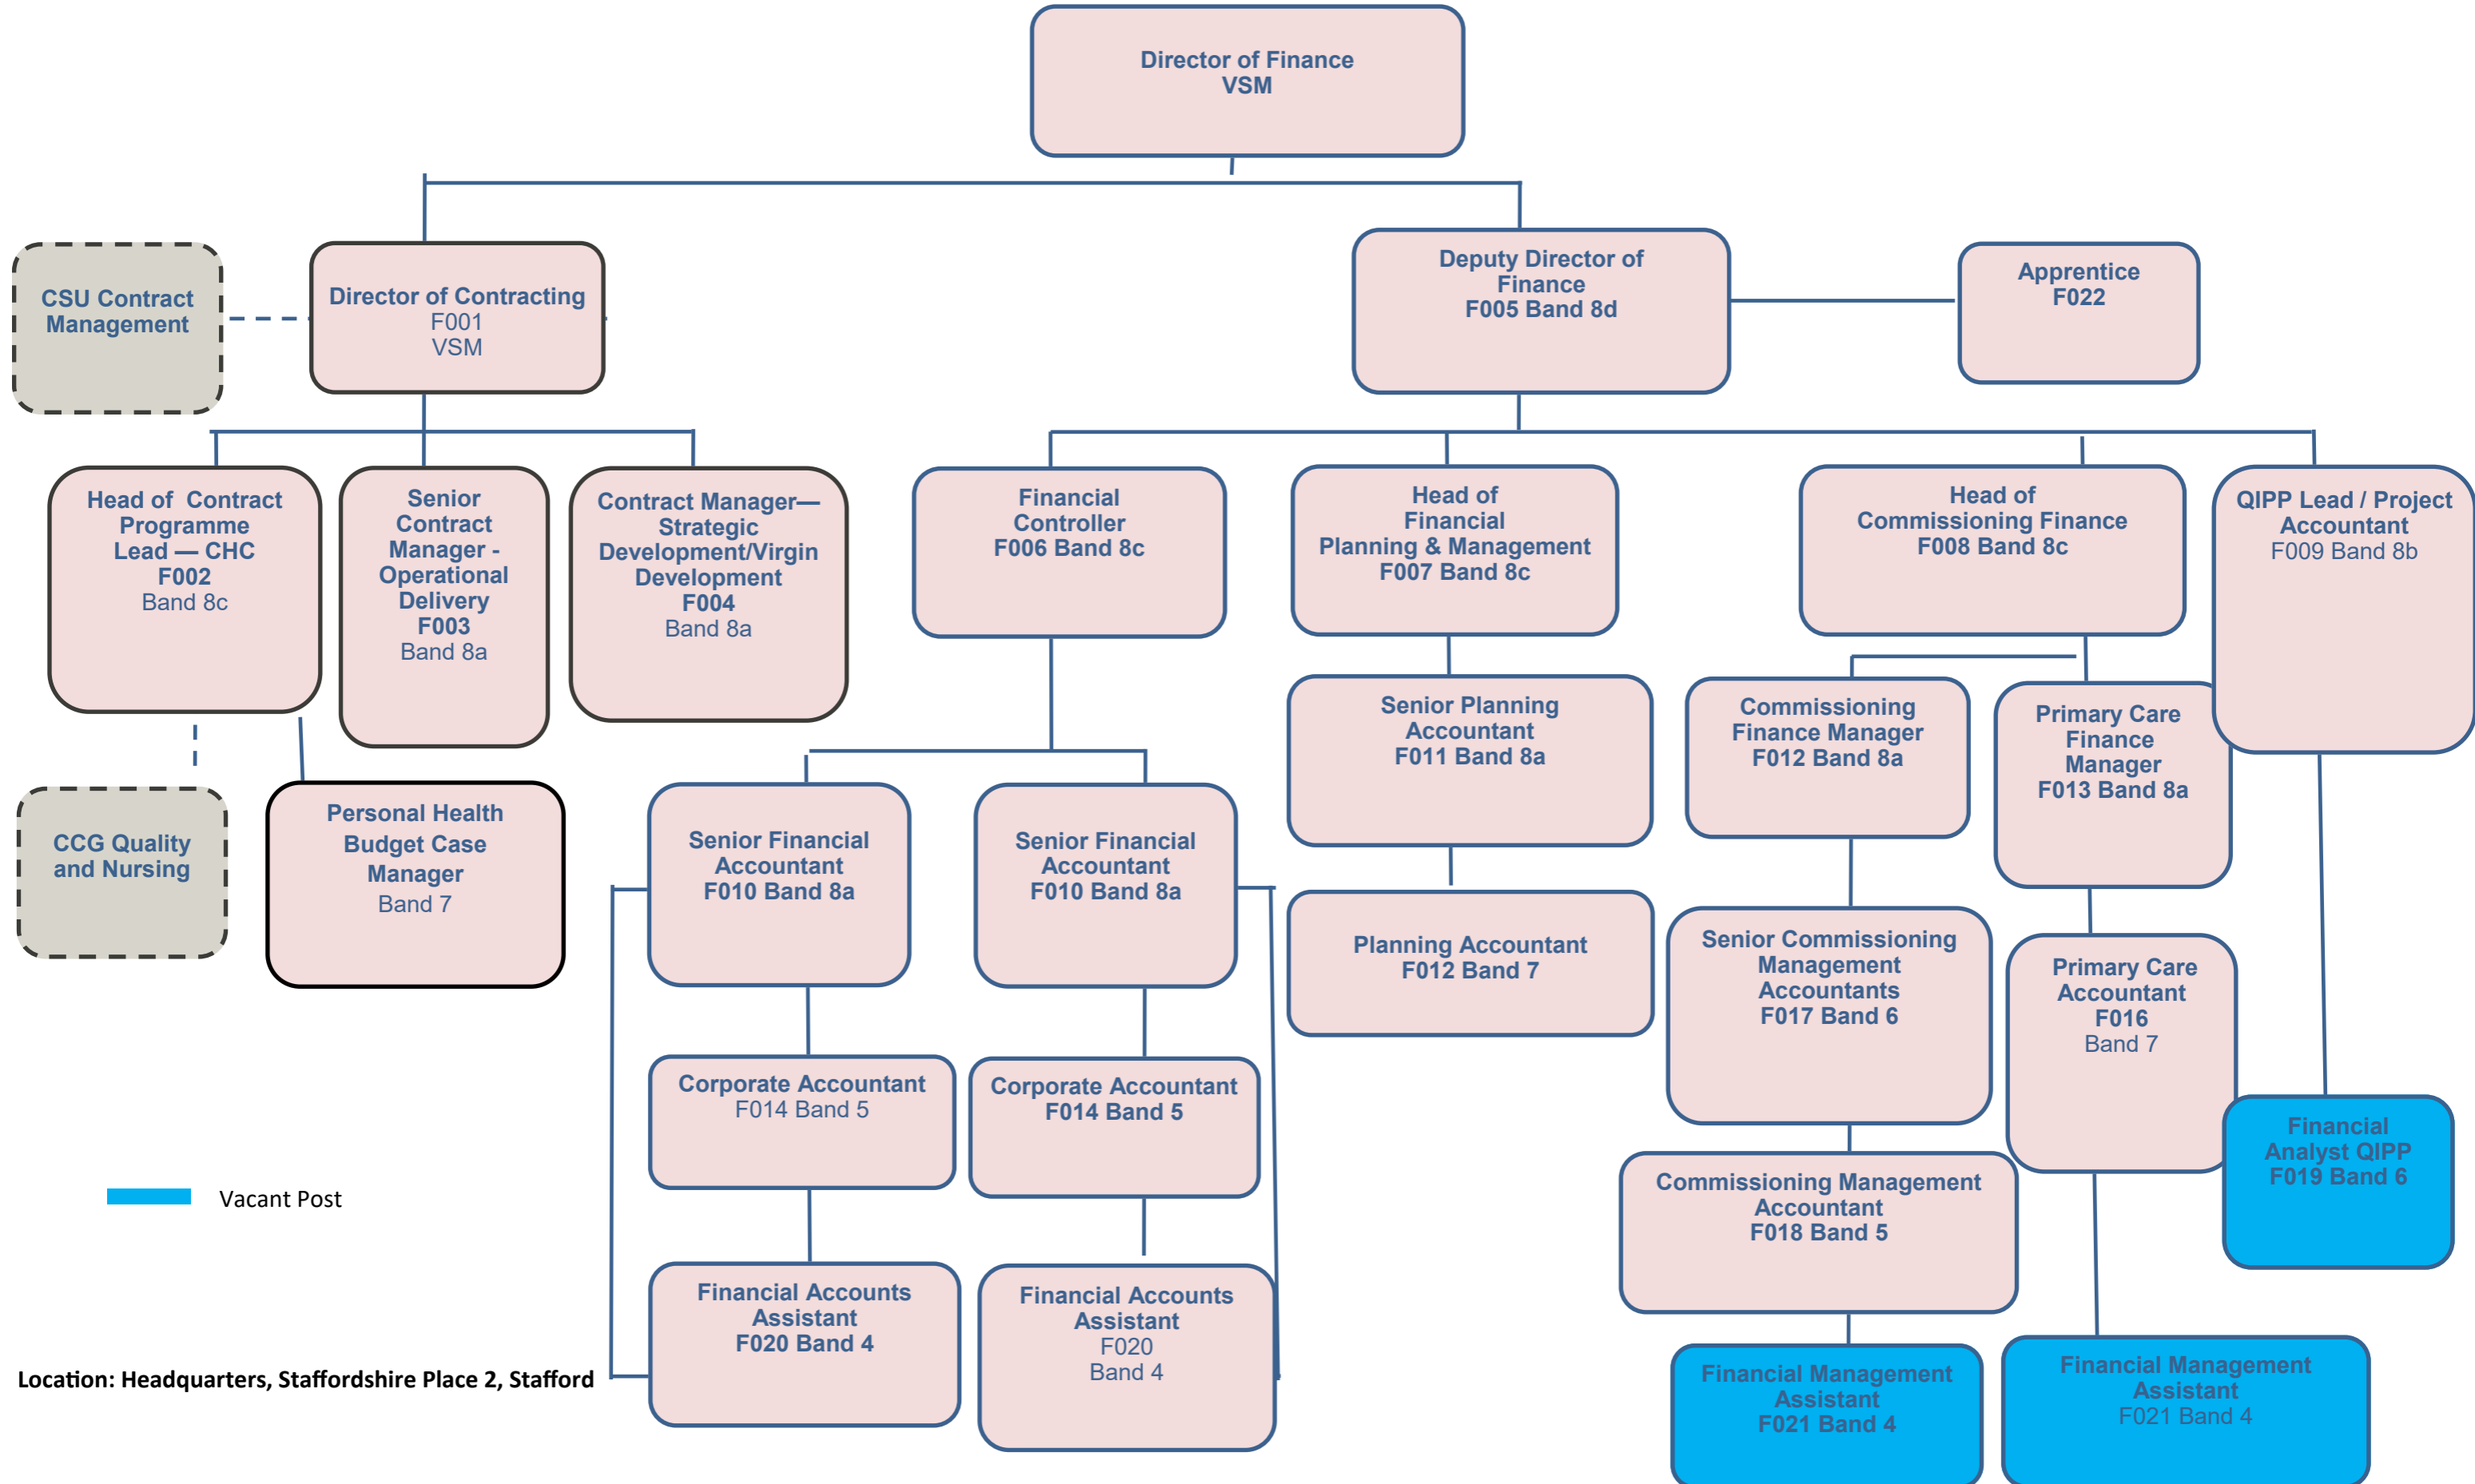 Director of Finance
VSM
CSU Contract
Management
Director of Contracting
F001
VSM
Deputy Director of
Finance
F005 Band 8d
Apprentice
F022
Head of  Contract
Programme
Lead — CHC
F002
Band 8c
Senior
Contract
Manager -
Operational
Delivery
F003
Band 8a
Contract Manager—
Strategic
Development/Virgin
Development
F004
Band 8a
Financial
Controller
F006 Band 8c
Head of
Financial
Planning & Management
F007 Band 8c
Head of
Commissioning Finance
F008 Band 8c
QIPP Lead / Project
Accountant
F009 Band 8b
CCG Quality
and Nursing
Personal Health
Budget Case
Manager
Band 7
Senior Financial
Accountant
F010 Band 8a
Senior Financial
Accountant
F010 Band 8a
Senior Planning
Accountant
F011 Band 8a
Commissioning
Finance Manager
F012 Band 8a
Primary Care
Finance
Manager
F013 Band 8a
Planning Accountant
F012 Band 7
Senior Commissioning
Management
Accountants
F017 Band 6
Primary Care
Accountant
F016
Band 7
Corporate Accountant
F014 Band 5
Corporate Accountant
F014 Band 5
Financial
Analyst QIPP
F019 Band 6
Vacant Post
Commissioning Management
Accountant
F018 Band 5
Financial Accounts
Assistant
F020 Band 4
Financial Accounts
Assistant
F020
Band 4
Financial Management
Assistant
F021 Band 4
Financial Management
Assistant
F021 Band 4
Location: Headquarters, Staffordshire Place 2, Stafford